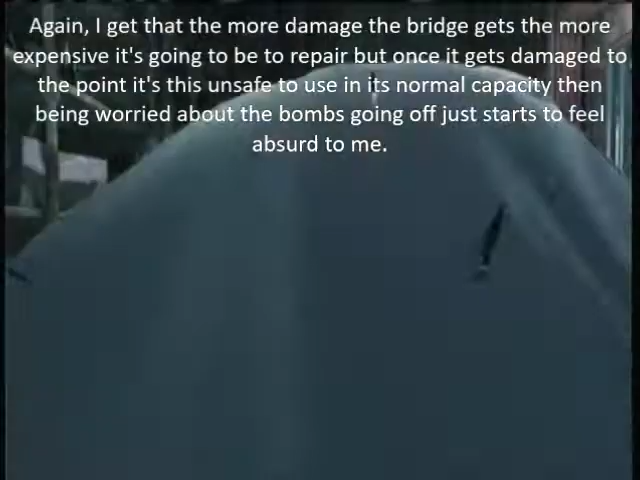 Again, I get that the more damage the bridge gets the more
expensive it's going to be to repair but once it gets damaged to
the point it's this unsafe to use in its normal capacity then
being worried about the bombs going off just starts to feel
absurd to me.